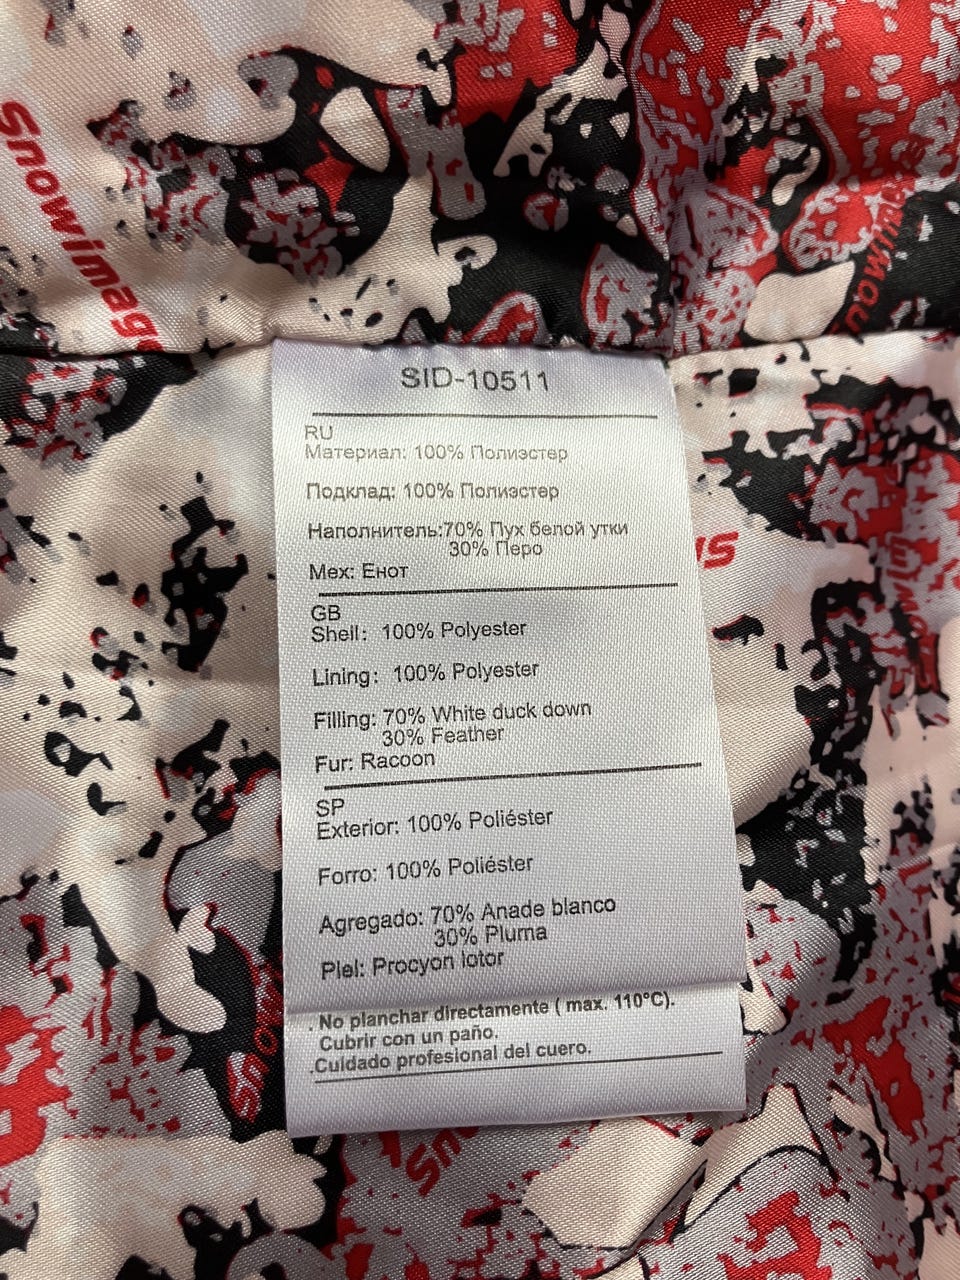 Snowimage
Snowima
SID-10511
RU
Материал: 100% Полиэстер
Подклад: 100% Полиэстер
Наполнитель:70% Пух белой утки
30% Перо
Мех: Енот
GB
Shell: 100% Polyester
Lining: 100% Polyester
Filling: 70% White duck down
30% Feather
Fur: Racoon
SP
Exterior: 100% Poliéster
Forro: 100% Poliéster
Agregado: 70% Anade blanco
30% Pluma
Piel: Procyon lotor
. No planchar directamente ( max. 110°C).
Cubrir con un paño.
.Cuidado profesional del cuero.